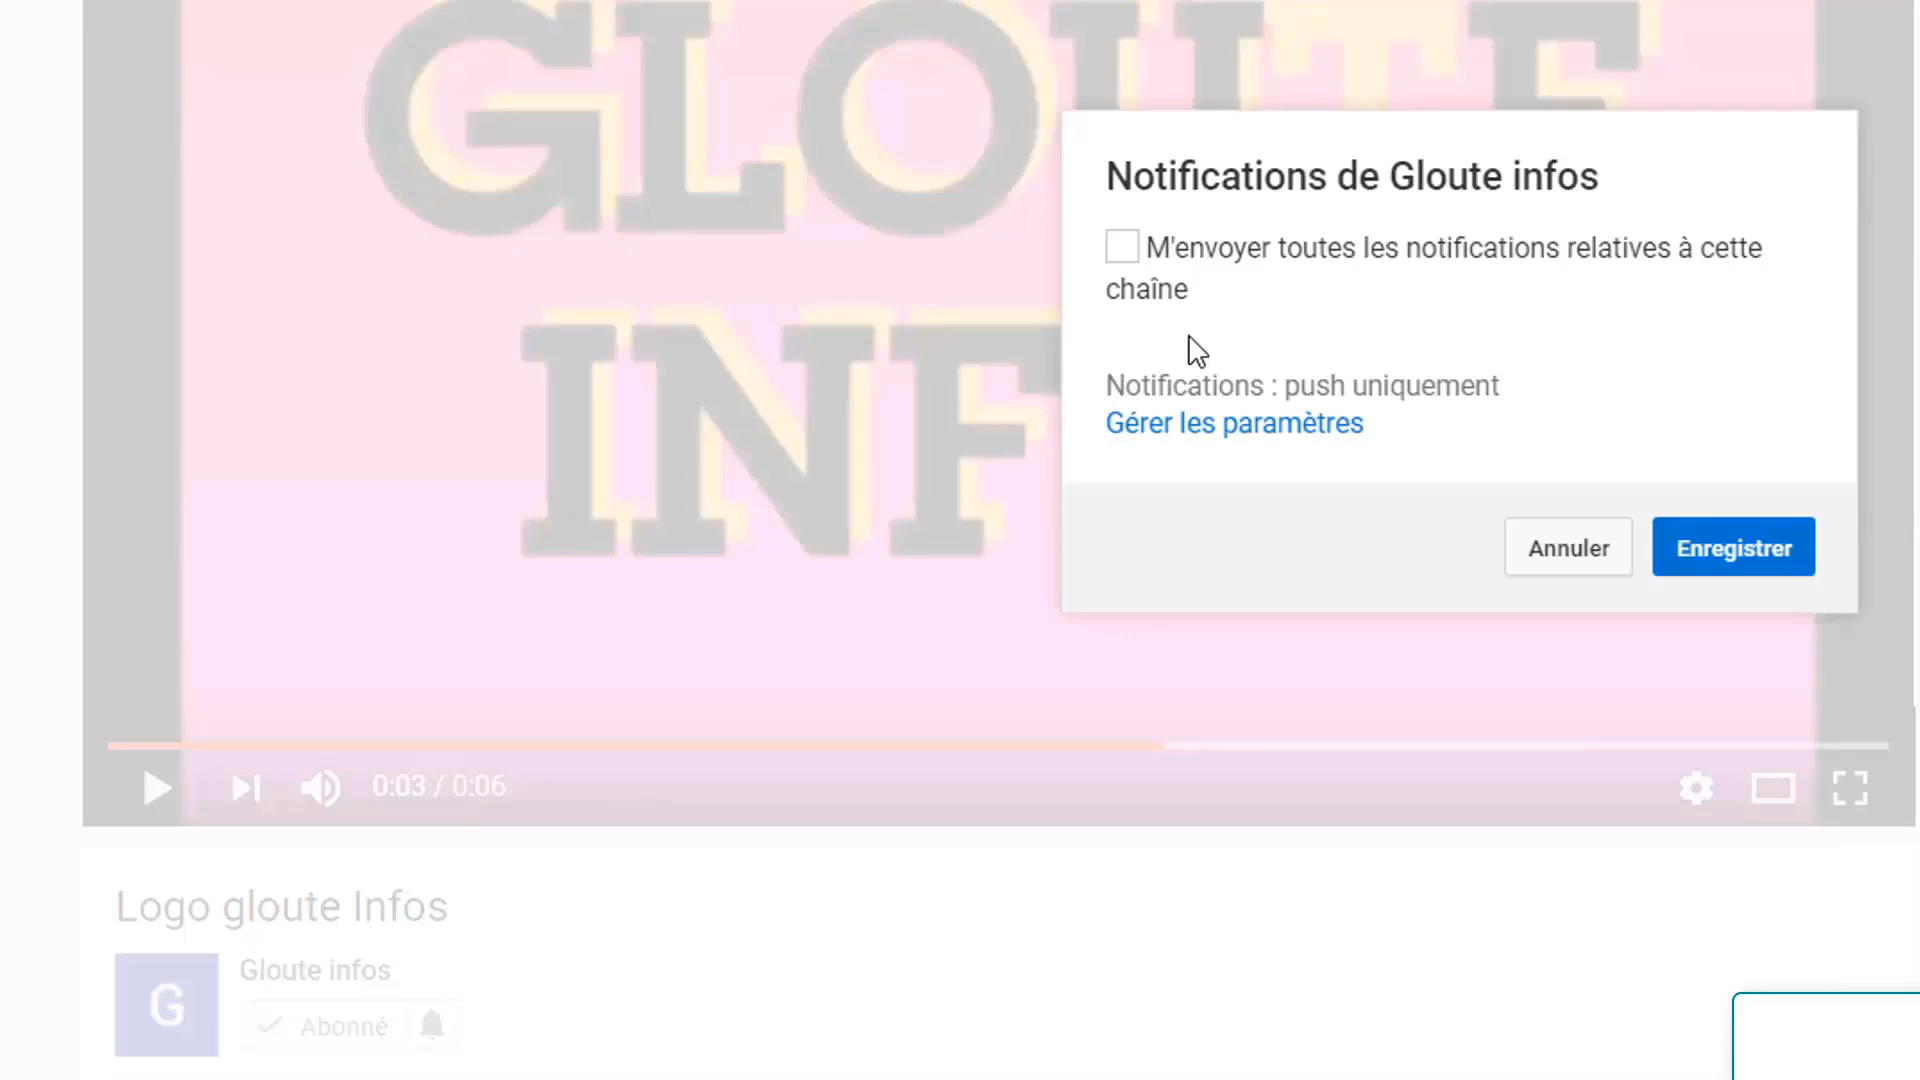 GLOUTE
INF
Notifications de Gloute infos
M'envoyer toutes les notifications relatives à cette
chaîne
Notifications : push uniquement
Gérer les paramètres
Annuler
Enregistrer
0:03 / 0:06
Logo gloute Infos
G
Gloute infos
Abonné